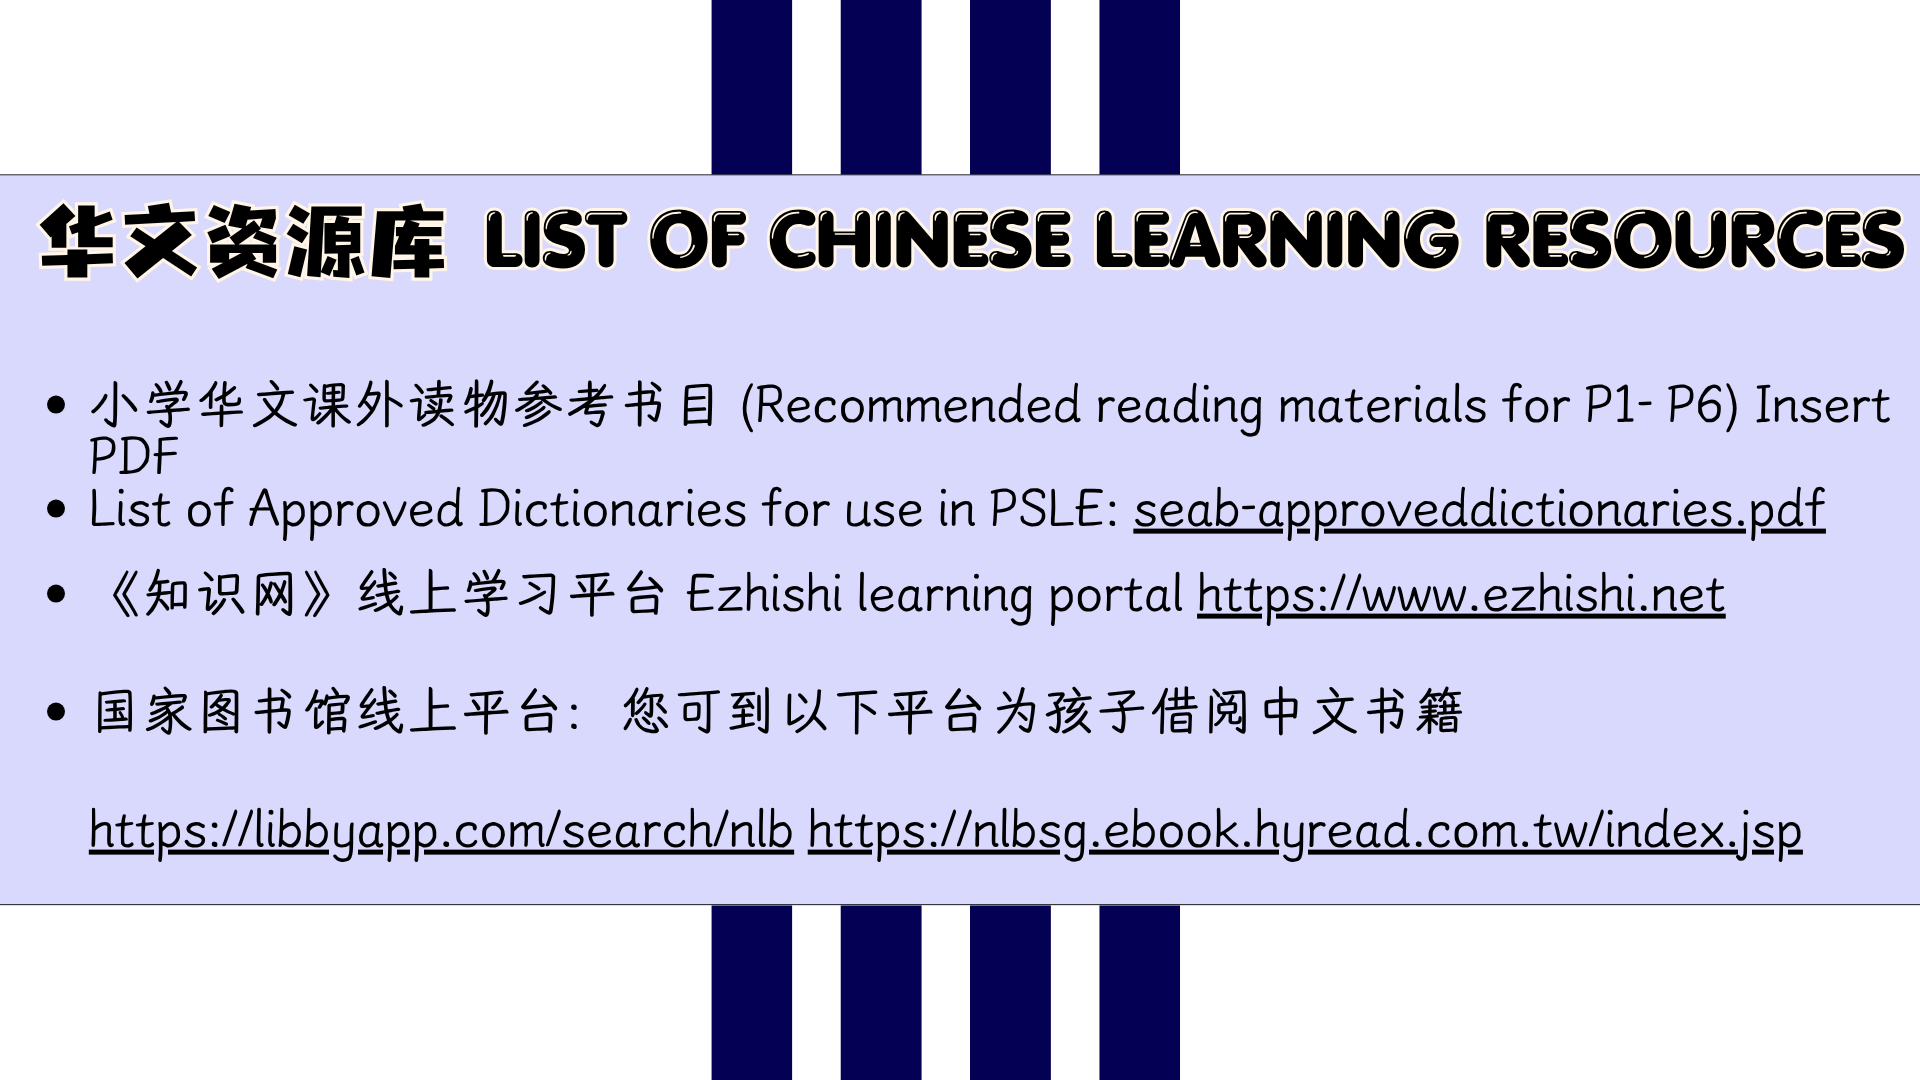 华文资源库 LIST OF CHINESE LEARNING RESOURCES
• 小学华文课外读物参考书目 (Recommended reading materials for P1- P6) Insert
PDF
• List of Approved Dictionaries for use in PSLE: seab-approveddictionaries.pdf
• 《知识网》线上学习平台 Ezhishi learning portal https://www.ezhishi.net
• 国家图书馆线上平台： 您可到以下平台为孩子借阅中文书籍
https://libbyapp.com/search/nlb https://nlbsg.ebook.hyread.com.tw/index.jsp